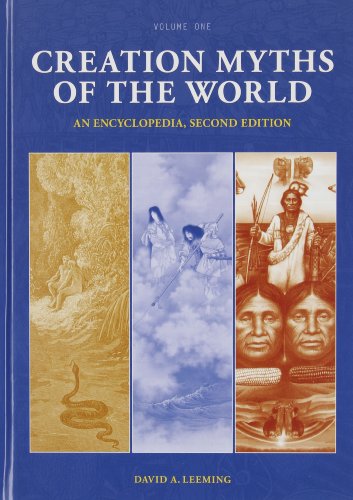 VOLUME ONE
CREATION MYTHS
OF THE WORLD
AN ENCYCLOPEDIA, SECOND EDITION
DAVID A. LEEMING